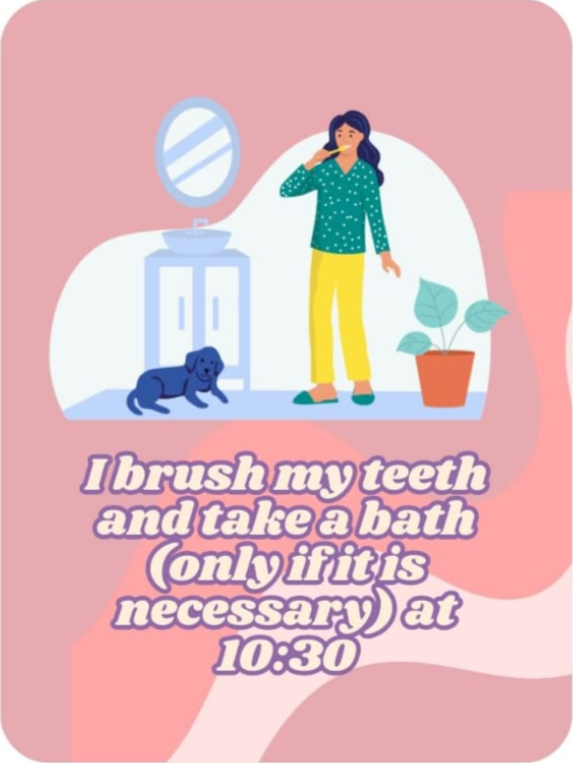 I brush my teeth
and take a bath
(only if it is
necessary) at
10:30